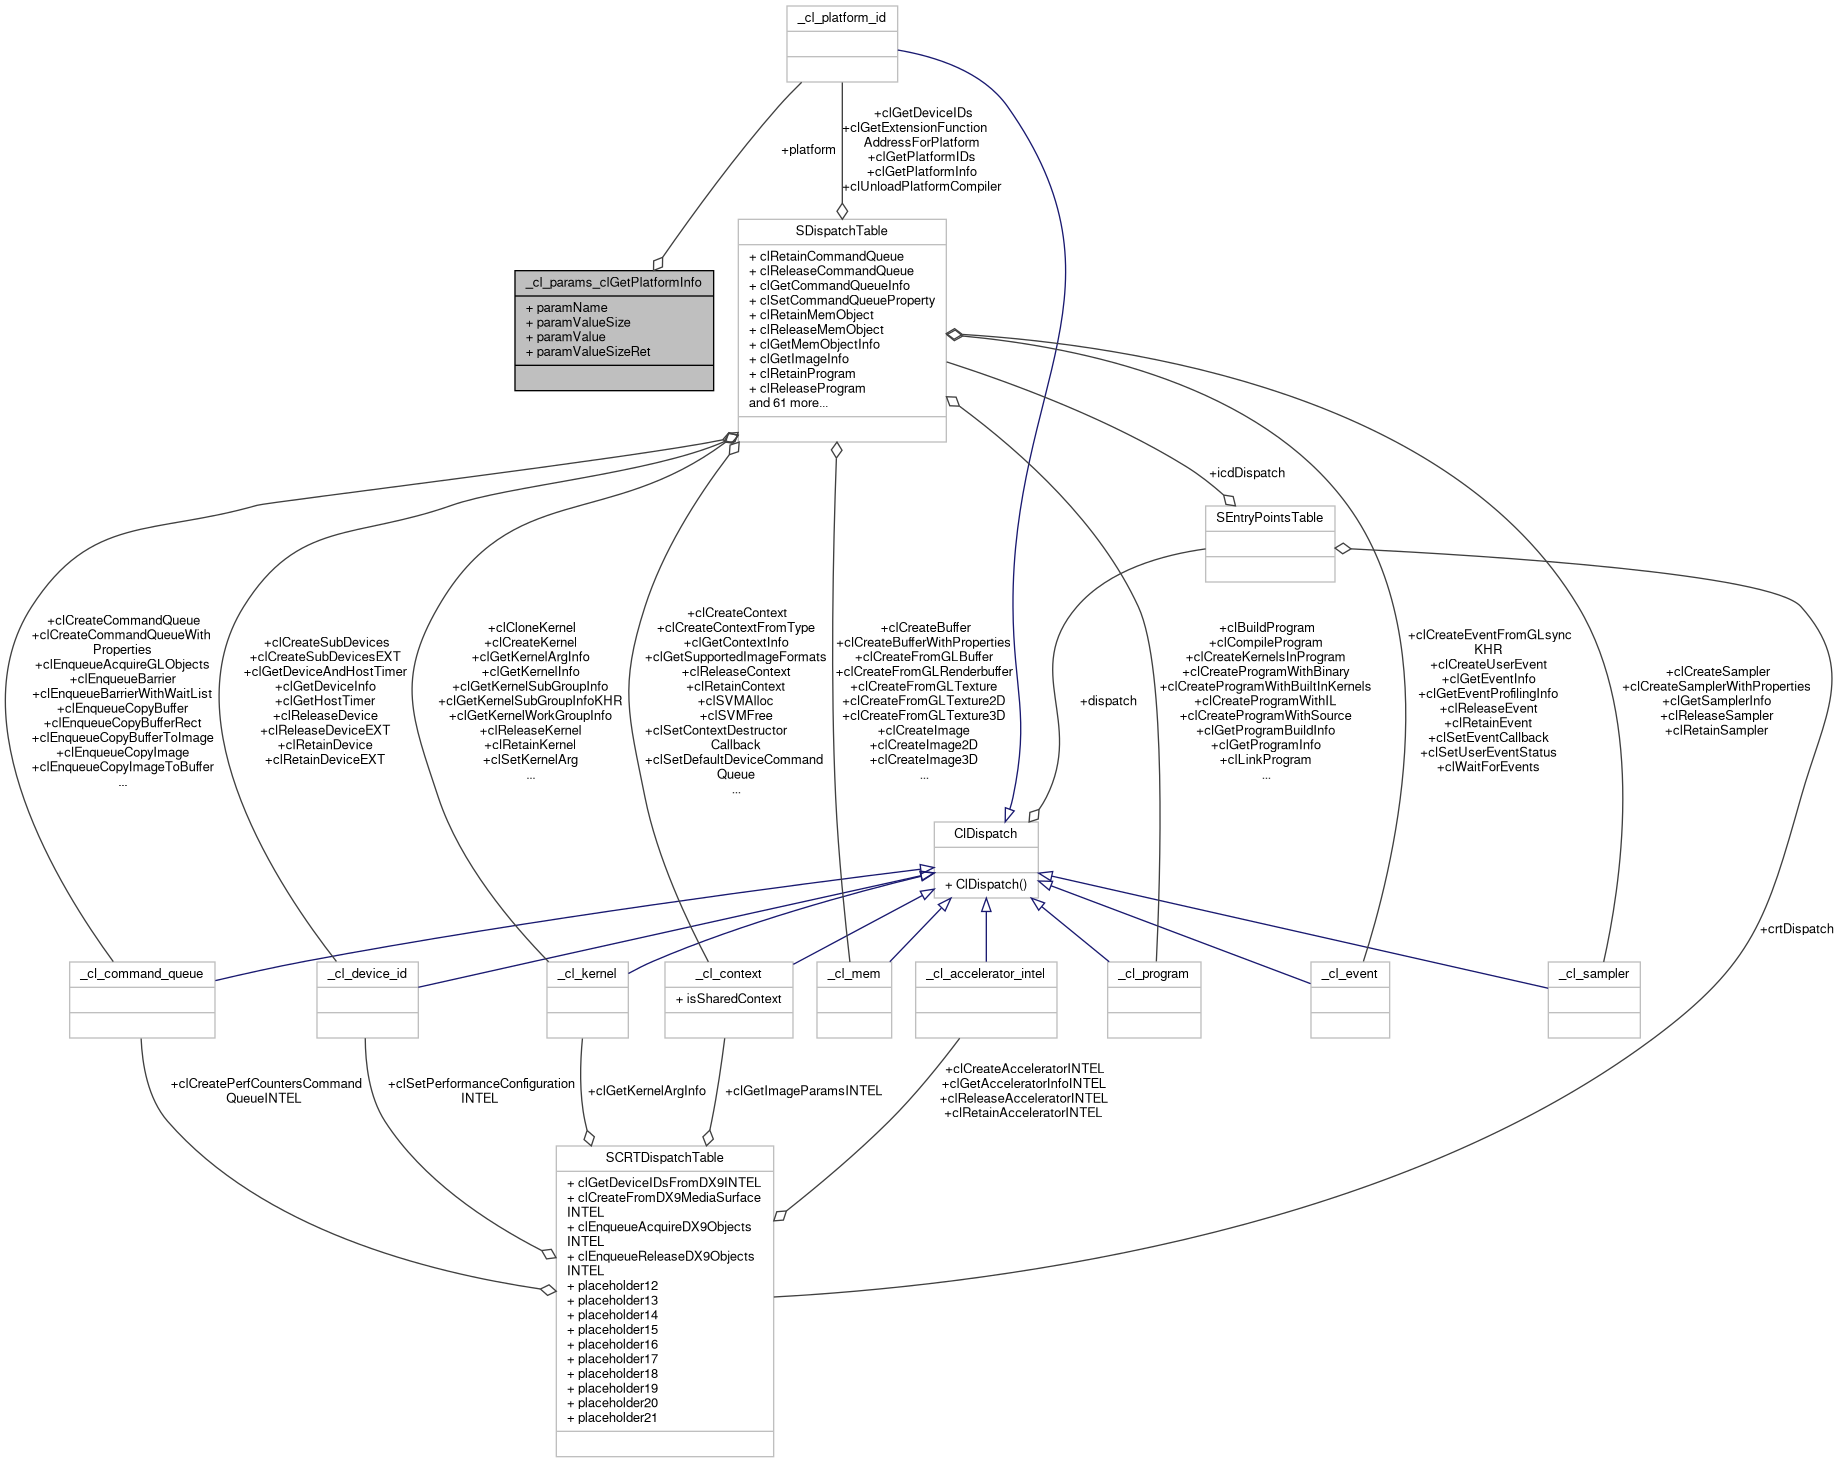 _cl_platform_id
+platform
+clGetDeviceIDs
+clGetExtensionFunction
AddressForPlatform
+clGetPlatformIDs
+clGetPlatformInfo
+clUnloadPlatformCompiler
_cl_params_clGetPlatformInfo
+ paramName
+ paramValueSize
+ paramValue
+ paramValueSizeRet
SDispatchTable
+ clRetainCommandQueue
+ clReleaseCommandQueue
+ clGetCommandQueueInfo
+ clSetCommandQueueProperty
+ clRetainMemObject
+ clReleaseMemObject
+ clGetMemObjectInfo
+ clGetImageInfo
+ clRetainProgram
+ clReleaseProgram
and 61 more...
+icdDispatch
SEntryPointsTable
+clCreateCommandQueue
+clCreateCommandQueueWith
Properties
+clEnqueueAcquireGLObjects
+clEnqueueBarrier
+clEnqueueBarrierWithWaitList
+clEnqueueCopyBuffer
+clEnqueueCopyBufferRect
+clEnqueueCopyBufferToImage
+clEnqueueCopyImage
+clEnqueueCopyImageToBuffer
...
+clCreateSubDevices
+clCreateSubDevicesEXT
+clGetDeviceAndHostTimer
+clGetDeviceInfo
+clGetHostTimer
+clReleaseDevice
+clReleaseDeviceEXT
+clRetainDevice
+clRetainDeviceEXT
+clCloneKernel
+clCreateKernel
+clGetKernelArgInfo
+clGetKernelInfo
+clGetKernelSubGroupInfo
+clGetKernelSubGroupInfoKHR
+clGetKernelWorkGroupInfo
+clReleaseKernel
+clRetainKernel
+clSetKernelArg
...
+clCreateContext
+clCreateContextFromType
+clGetContextInfo
+clGetSupportedImageFormats
+clReleaseContext
+clRetainContext
+clSVMAlloc
+clSVMFree
+clSetContextDestructor
Callback
+clSetDefaultDeviceCommand
Queue
...
+clCreateBuffer
+clCreateBufferWithProperties
+clCreateFromGLBuffer
+clCreateFromGLRenderbuffer
+clCreateFromGLTexture
+clCreateFromGLTexture2D
+clCreateFromGLTexture3D
+clCreateImage
+clCreateImage2D
+clCreateImage3D
...
+dispatch
+clBuildProgram
+clCompileProgram
+clCreateKernelsInProgram
+clCreateProgramWithBinary
+clCreateProgramWithBuiltInKernels
+clCreateProgramWithIL
+clCreateProgramWithSource
+clGetProgramBuildInfo
+clGetProgramInfo
+clLinkProgram
...
+clCreateEventFromGLsync
KHR
+clCreateUserEvent
+clGetEventInfo
+clGetEventProfilingInfo
+clReleaseEvent
+clRetainEvent
+clSetEventCallback
+clSetUserEventStatus
+clWaitForEvents
+clCreateSampler
+clCreateSamplerWithProperties
+clGetSamplerInfo
+clReleaseSampler
+clRetainSampler
ClDispatch
+ ClDispatch()
+crtDispatch
_cl_command_queue
_cl_device_id
_cl_kernel
_cl_context
+ isSharedContext
_cl_mem
_cl_accelerator_intel
_cl_program
_cl_event
_cl_sampler
+clCreatePerfCountersCommand
QueueINTEL
+clSetPerformanceConfiguration
INTEL
+clGetKernelArgInfo
+clGetImageParamsINTEL
+clCreateAcceleratorINTEL
+clGetAcceleratorInfoINTEL
+clReleaseAcceleratorINTEL
+clRetainAcceleratorINTEL
SCRTDispatchTable
+ clGetDeviceIDsFromDX9INTEL
+ clCreateFromDX9MediaSurface
INTEL
+ clEnqueueAcquireDX9Objects
INTEL
+ clEnqueueReleaseDX9Objects
INTEL
+ placeholder12
+ placeholder13
+ placeholder14
+ placeholder15
+ placeholder16
+ placeholder17
+ placeholder18
+ placeholder19
+ placeholder20
+ placeholder21